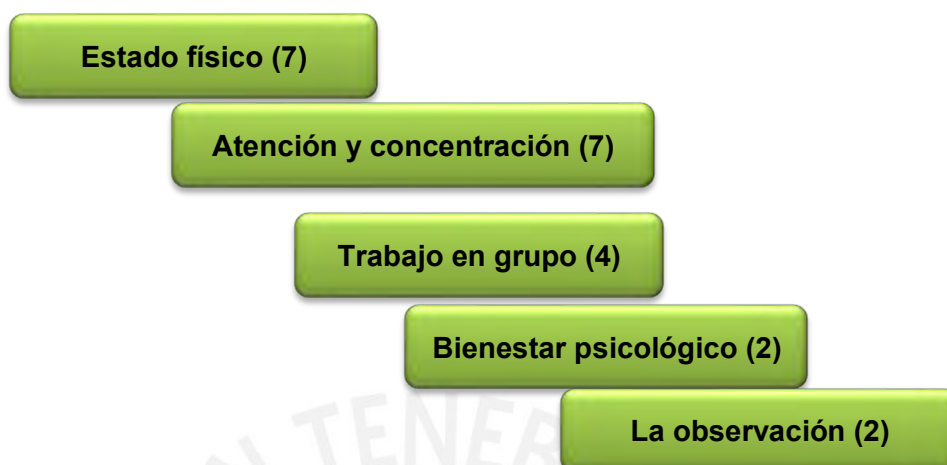 Estado físico (7)
Atención y concentración (7)
Trabajo en grupo (4)
Bienestar psicológico (2)
La observación (2)